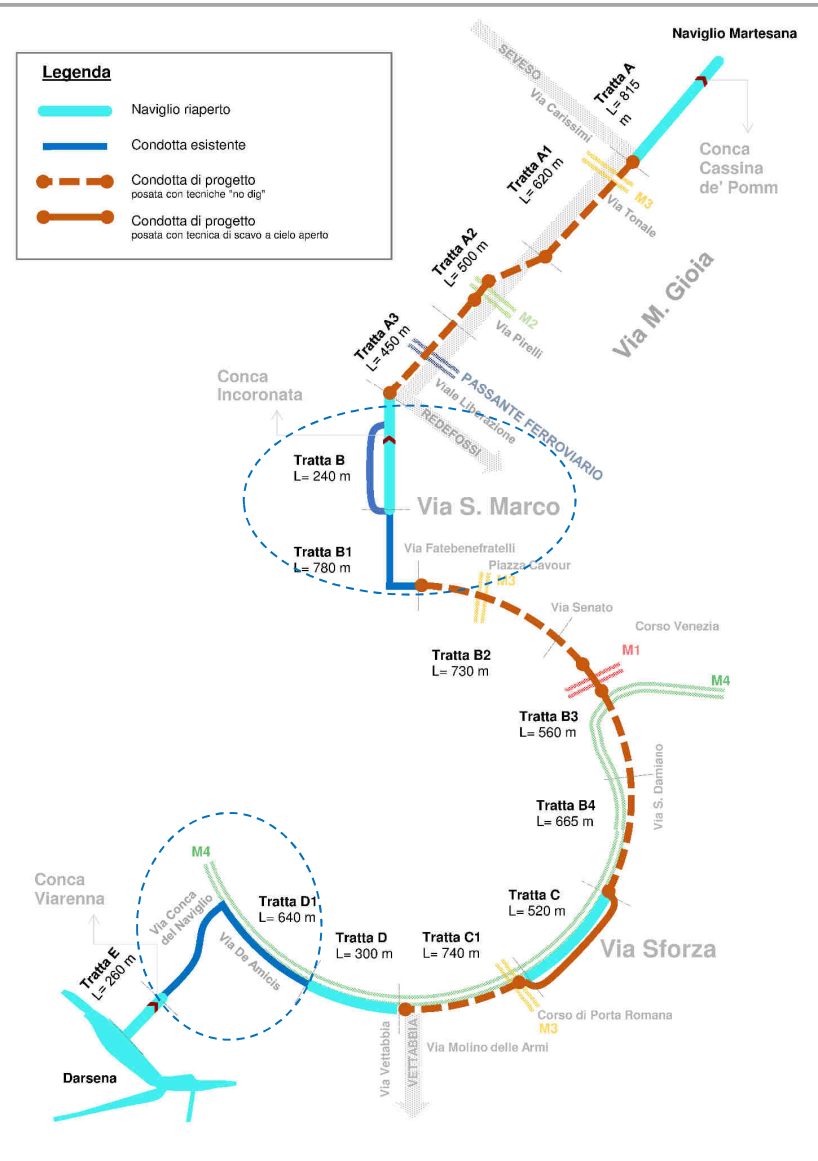 Naviglio Martesana
Legenda
Naviglio riaperto
Condotta esistente
Condotta di progetto
posata con tecniche "no dig"
Condotta di progetto
posata con tecnica di scavo a cielo aperto
SEVESO
Via Carissimi
Tratta A
L= 815
m
Conca
Cassina
de' Pomm
Tratta A1
L= 620 m
M3
Via Tonale
Tratta A2
L= 500 m
M2
Via Pirelli
Via M. Gioia
Tratta A3
L= 450 m
PASSANTE FERROVIARIO
Viale Liberazione
REDEFOSSI
Conca
Incoronata
Tratta B
L= 240 m
Via S. Marco
Tratta B1
L= 780 m
Via Fatebenefratelli
Piazza Cavour
M3
Via Senato
Corso Venezia
M1
Tratta B2
L= 730 m
M4
Tratta B3
L= 560 m
Via S. Damiano
Tratta B4
L= 665 m
M4
Conca
Viarenna
Via Conca
del Naviglio
Tratta D1
L= 640 m
Tratta C
L= 520 m
Via De Amicis
Tratta D
L= 300 m
Tratta C1
L= 740 m
Via Sforza
Tratta E
L= 260 m
Corso di Porta Romana
M3
Via Vettabbia
VETTABBIA
Via Molino delle Armi
Darsena